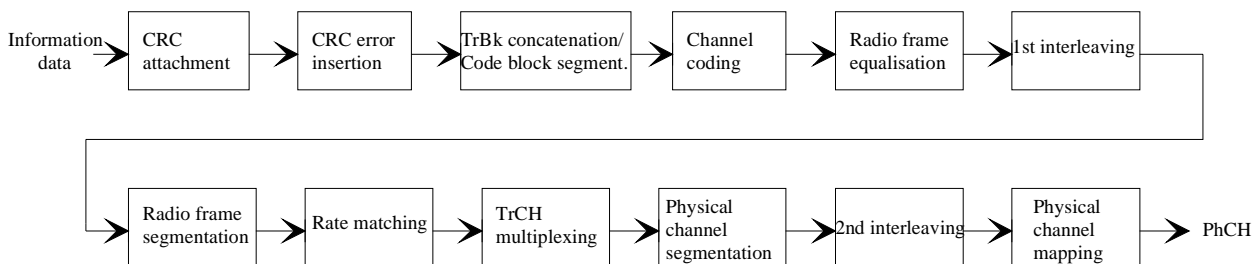 Information
data
CRC
attachment
CRC error
insertion
TrBk concatenation/
Code block segment.
Channel
coding
Radio frame
equalisation
1st interleaving
Radio frame
segmentation
Rate matching
TrCH
multiplexing
Physical
channel
segmentation
2nd interleaving
Physical
channel
mapping
PhCH